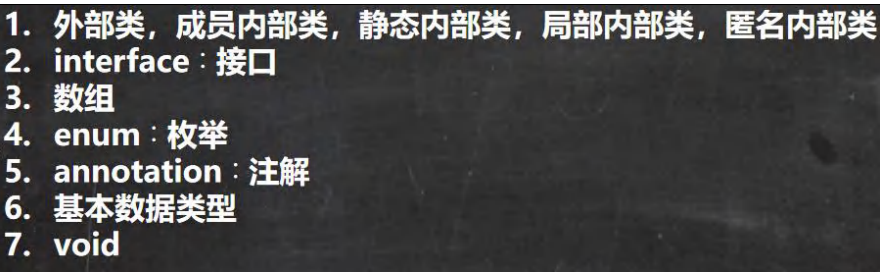 1. 外部类，成员内部类，静态内部类，局部内部类，匿名内部类
2. interface：接口
3. 数组
4. enum：枚举
5. annotation：注解
6. 基本数据类型
7. void